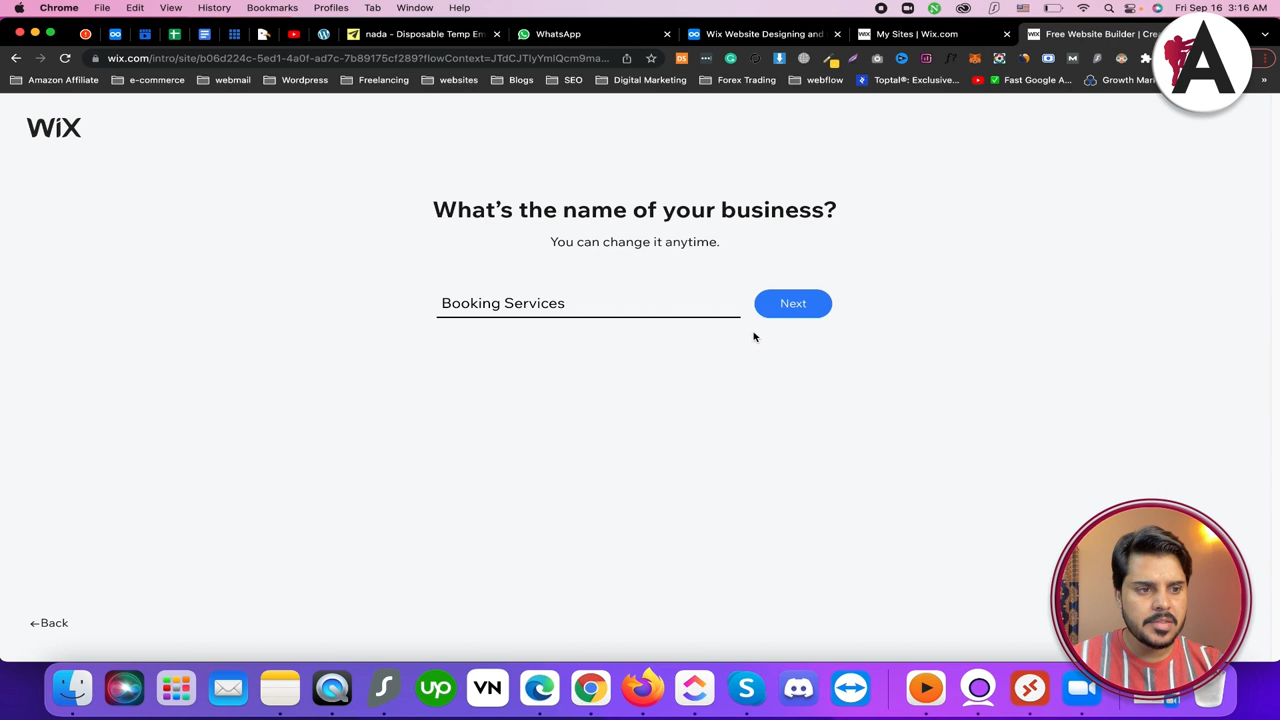 Chrome File Edit View History Bookmarks Profiles Tab Window Help Fri Sep 16 3:16 AM
nada - Disposable Temp Em WhatsApp Wix Website Designing and My Sites | Wix.com Free Website Builder | Crea
wix.com/intro/site/b06d224c-5ed1-4a0f-ad7c-7b89175cf289?flowContext=JTdCJTIyYmlQcm9ma...
Amazon Affiliate e-commerce webmail Wordpress Freelancing websites Blogs SEO Digital Marketing Forex Trading webflow Toptal®: Exclusive... Fast Google A... Growth Mar
A
WiX
What's the name of your business?
You can change it anytime.
Booking Services
Next
←Back
up VN